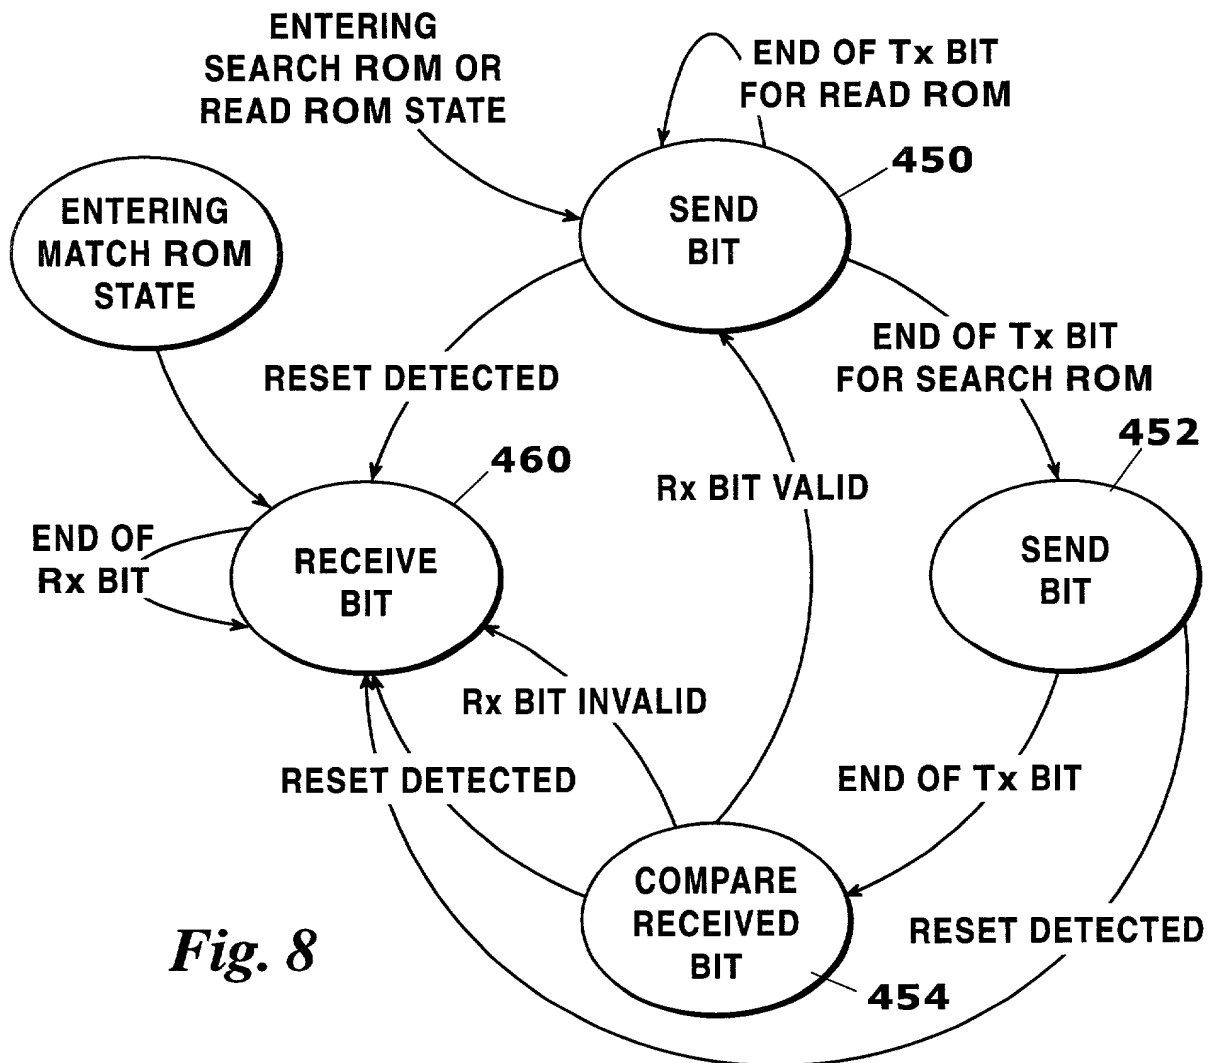 ENTERING
SEARCH ROM OR
READ ROM STATE
END OF Tx BIT
FOR READ ROM
450
ENTERING
MATCH ROM
STATE
SEND
BIT
END OF Tx BIT
FOR SEARCH ROM
RESET DETECTED
452
460
Rx BIT VALID
END OF
Rx BIT
RECEIVE
BIT
SEND
BIT
Rx BIT INVALID
RESET DETECTED
END OF Tx BIT
COMPARE
RECEIVED
BIT
RESET DETECTED
454
Fig. 8